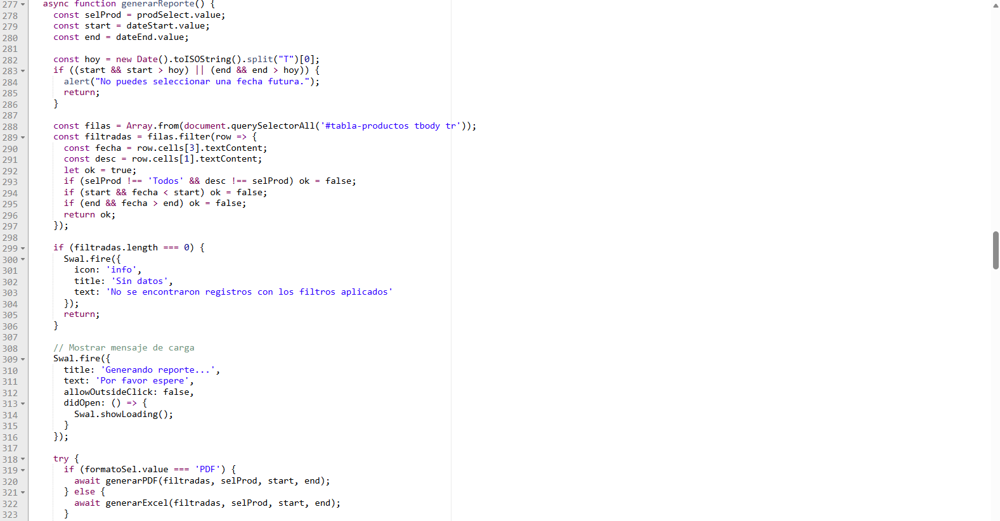 277 async function generarReporte() {
278 const selProd = prodSelect.value;
279 const start = dateStart.value;
280 const end = dateEnd.value;
281
282 const hoy = new Date().toISOString().split("T")[0];
283 if ((start && start > hoy) || (end && end > hoy)) {
284 alert("No puedes seleccionar una fecha futura.");
285 return;
286 }
287
288 const filas = Array.from(document.querySelectorAll('#tabla-productos tbody tr'));
289 const filtradas = filas.filter(row => {
290 const fecha = row.cells[3].textContent;
291 const desc = row.cells[1].textContent;
292 let ok = true;
293 if (selProd !== 'Todos' && desc !== selProd) ok = false;
294 if (start && fecha < start) ok = false;
295 if (end && fecha > end) ok = false;
296 return ok;
297 });
298
299 if (filtradas.length === 0) {
300 Swal.fire({
301 icon: 'info',
302 title: 'Sin datos',
303 text: 'No se encontraron registros con los filtros aplicados'
304 });
305 return;
306 }
307
308 // Mostrar mensaje de carga
309 Swal.fire({
310 title: 'Generando reporte...',
311 text: 'Por favor espere',
312 allowOutsideClick: false,
313 didOpen: () => {
314 Swal.showLoading();
315 }
316 });
317
318 try {
319 if (formatoSel.value === 'PDF') {
320 await generarPDF(filtradas, selProd, start, end);
321 } else {
322 await generarExcel(filtradas, selProd, start, end);
323 }